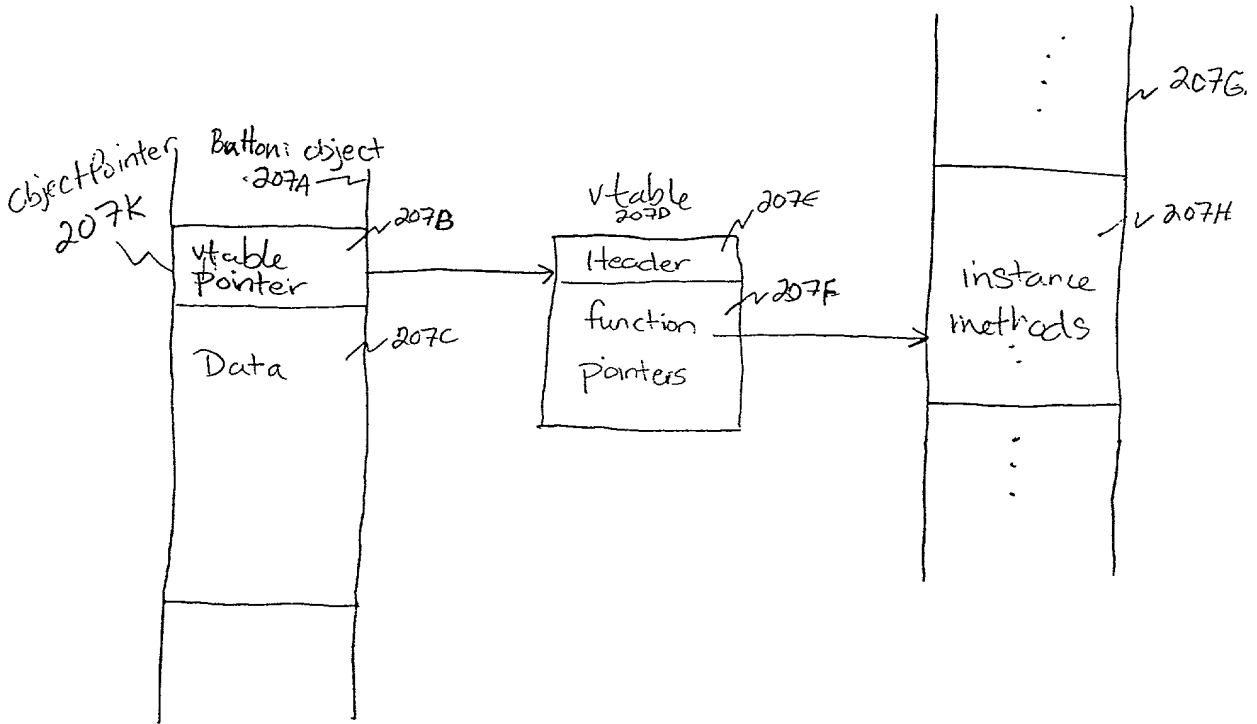 ObjectPointer
207K
Button: object
207A
207B
vtable
pointer
207C
Data
vtable
207D
207E
Header
207F
function
pointers
207G
207H
instance
methods